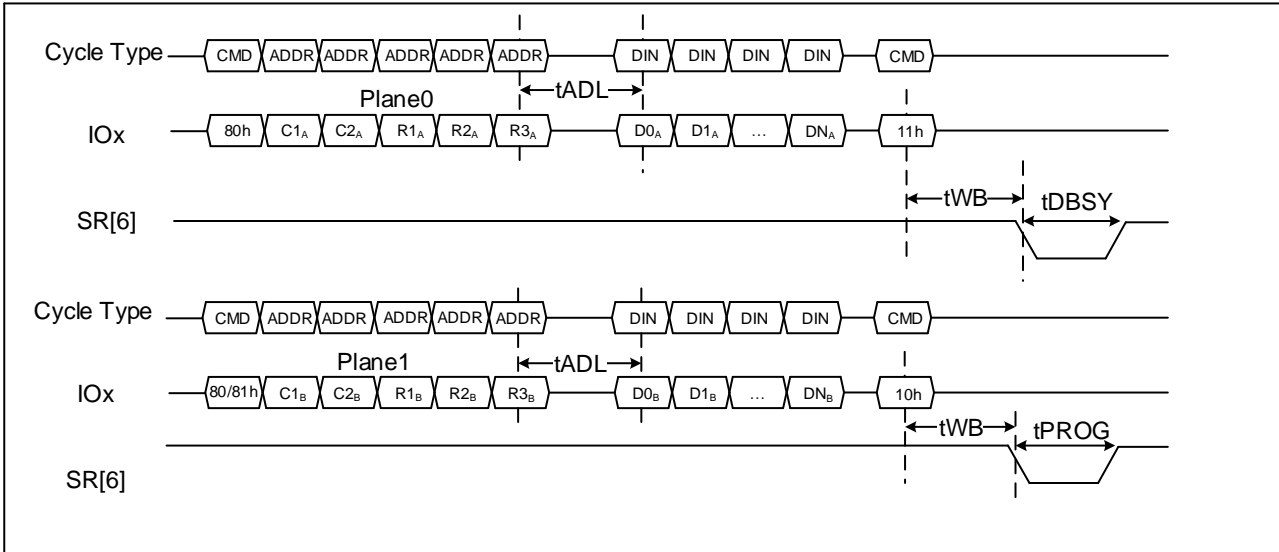 Cycle Type CMD ADDR ADDR ADDR ADDR ADDR DIN DIN DIN DIN CMD
Plane0 tADL
IOx 80h C1A C2A R1A R2A R3A D0A D1A … DNA 11h
tWB tDBSY
SR[6]
Cycle Type CMD ADDR ADDR ADDR ADDR ADDR DIN DIN DIN DIN CMD
Plane1 tADL
IOx 80/81h C1B C2B R1B R2B R3B D0B D1B … DNB 10h
tWB tPROG
SR[6]